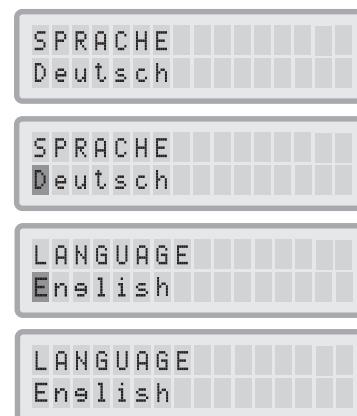 SPRACHE
Deutsch
SPRACHE
Deutsch
LANGUAGE
English
LANGUAGE
English